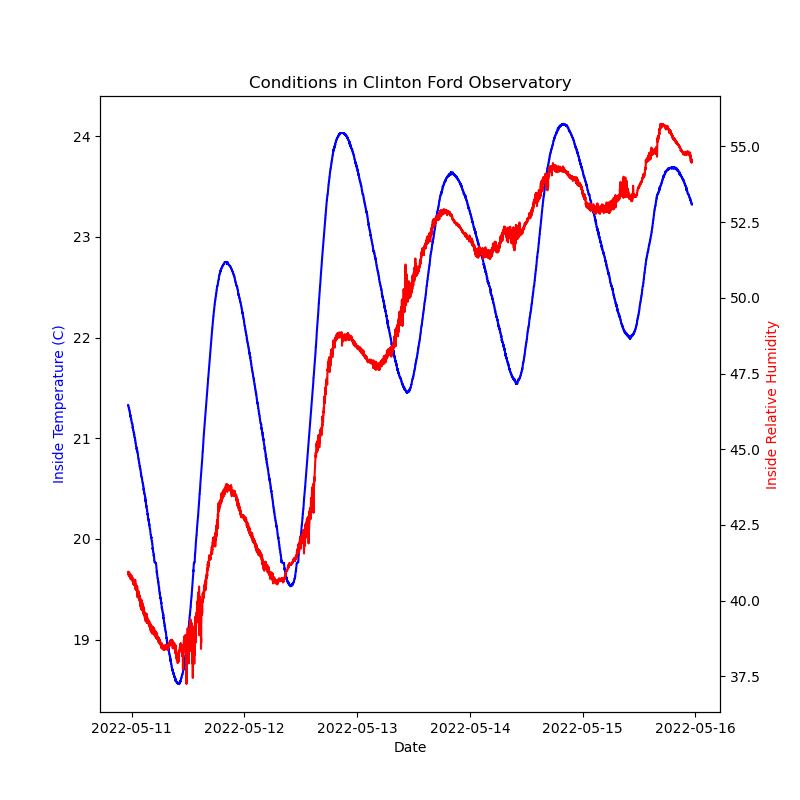 Conditions in Clinton Ford Observatory
24
23
22
21
20
19
Inside Temperature (C)
55.0
52.5
50.0
47.5
45.0
42.5
40.0
37.5
Inside Relative Humidity
2022-05-11 2022-05-12 2022-05-13 2022-05-14 2022-05-15 2022-05-16
Date